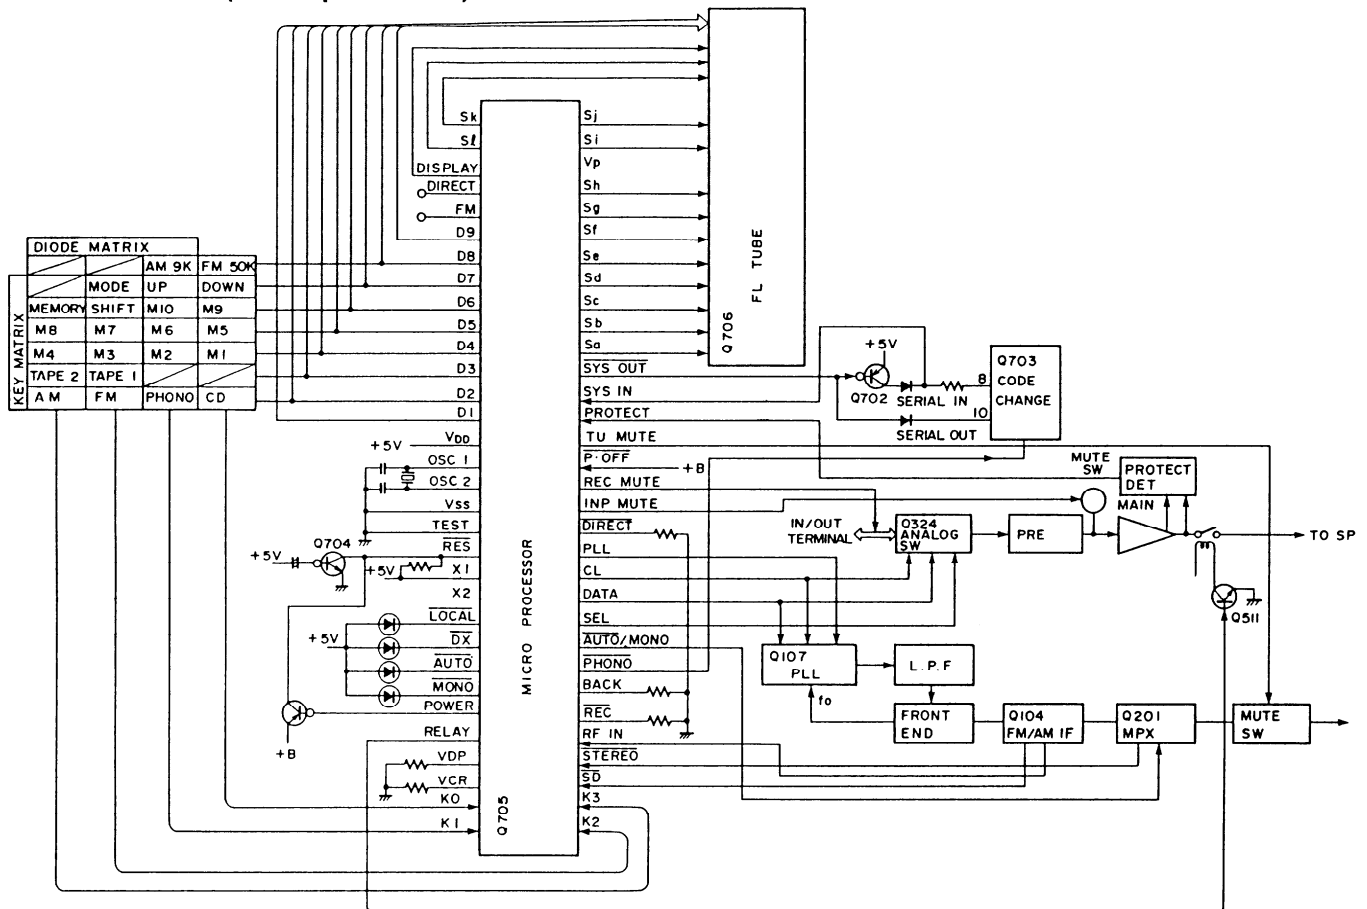 Sk
Sℓ
DISPLAY
DIRECT
FM
D9
D8
D7
D6
D5
D4
D3
D2
D1
VDD
OSC 1
OSC 2
Vss
TEST
RES
X1
X2
LOCAL
DX
AUTO
MONO
POWER
RELAY
VDP
VCR
K0
K1
Sj
Si
Vp
Sh
Sg
Sf
Se
Sd
Sc
Sb
Sa
SYS OUT
SYS IN
PROTECT
TU MUTE
P·OFF
REC MUTE
INP MUTE
DIRECT
PLL
CL
DATA
SEL
AUTO/MONO
PHONO
BACK
REC
RF IN
STEREO
SD
K3
K2
Q705
MICRO PROCESSOR
Q706
FL TUBE
DIODE MATRIX
AM 9K FM 50K
MODE UP DOWN
MEMORY SHIFT M10 M9
M8 M7 M6 M5
M4 M3 M2 M1
TAPE 2 TAPE 1
AM FM PHONO CD
KEY MATRIX
+5V
Q704
+5V
+5V
+5V
+B
+5V
Q702
SERIAL IN
SERIAL OUT
8
10
Q703
CODE
CHANGE
+B
MUTE
SW
PROTECT
DET
MAIN
IN/OUT
TERMINAL
Q324
ANALOG
SW
PRE
TO SP
Q511
Q107
PLL
L.P.F
fo
FRONT
END
Q104
FM/AM IF
Q201
MPX
MUTE
SW